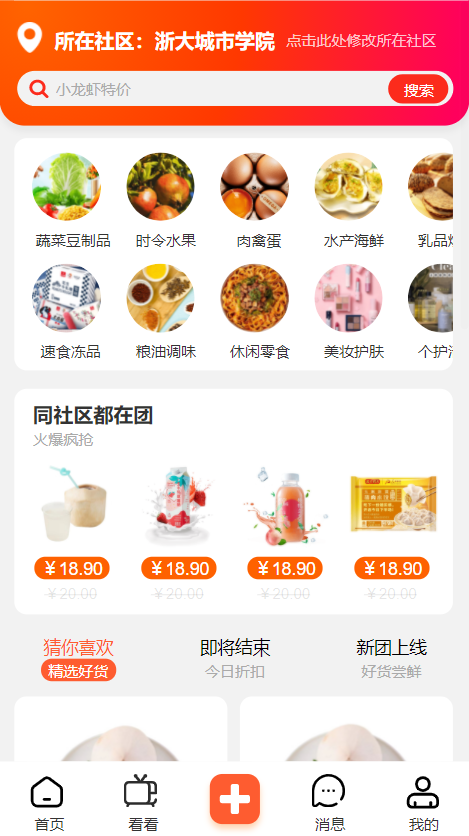 所在社区：浙大城市学院 点击此处修改所在社区
小龙虾特价 搜索
蔬菜豆制品 时令水果 肉禽蛋 水产海鲜 乳品
速食冻品 粮油调味 休闲零食 美妆护肤 个护
同社区都在团
火爆疯抢
￥18.90 ￥18.90 ￥18.90 ￥18.90
￥20.00 ￥20.00 ￥20.00 ￥20.00
猜你喜欢 即将结束 新团上线
精选好货 今日折扣 好货尝鲜
首页 看看 消息 我的